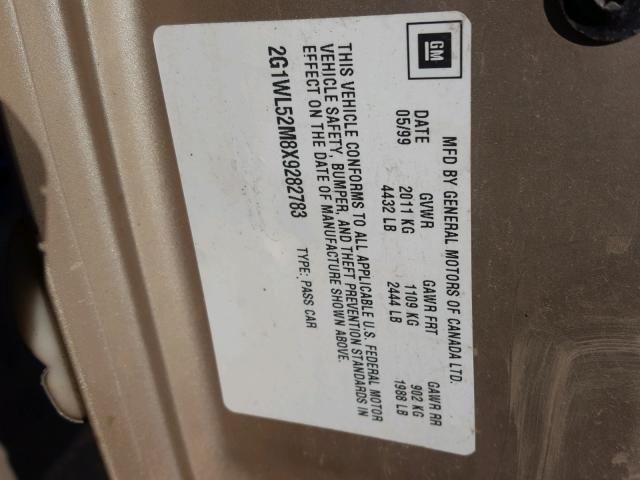 GM
MFD BY GENERAL MOTORS OF CANADA LTD.
DATE GVWR GAWR FRT GAWR RR
05/99 2011 KG 1109 KG 902 KG
4432 LB 2444 LB 1988 LB
THIS VEHICLE CONFORMS TO ALL APPLICABLE U.S. FEDERAL MOTOR
VEHICLE SAFETY, BUMPER, AND THEFT PREVENTION STANDARDS IN
EFFECT ON THE DATE OF MANUFACTURE SHOWN ABOVE.
2G1WL52M8X9282783 TYPE: PASS CAR